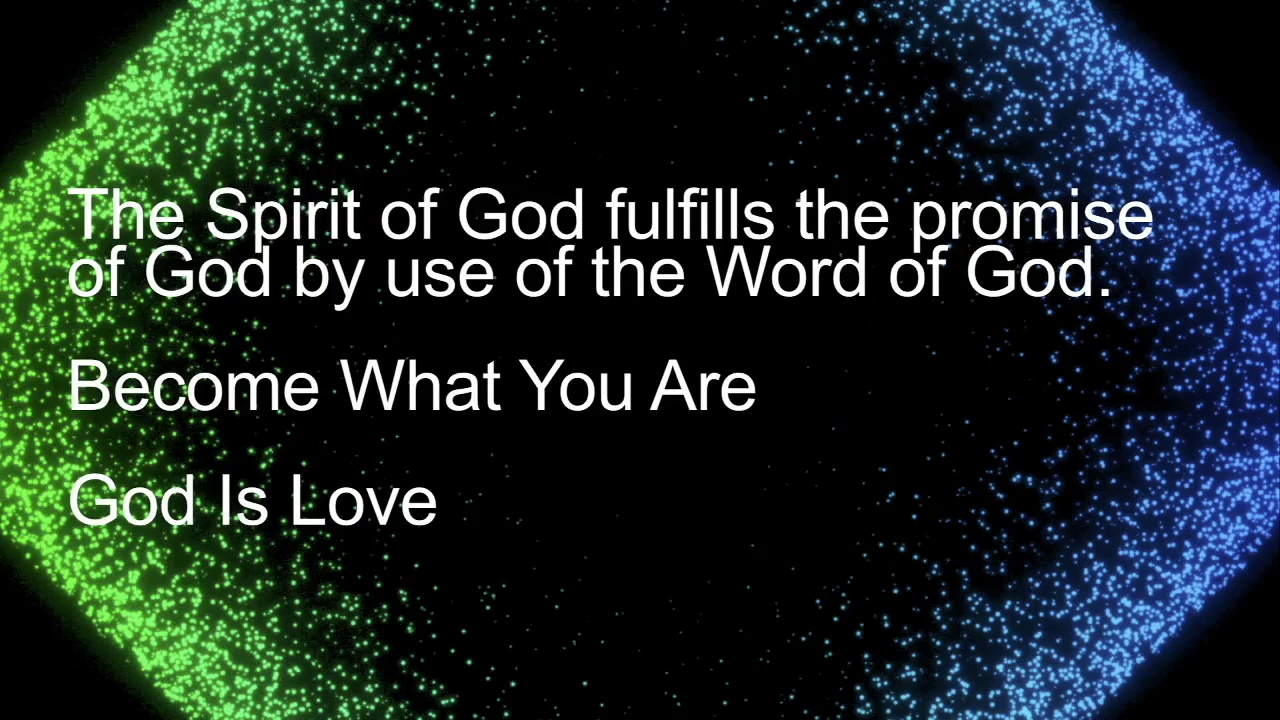 The Spirit of God fulfills the promise
of God by use of the Word of God.
Become What You Are
God Is Love